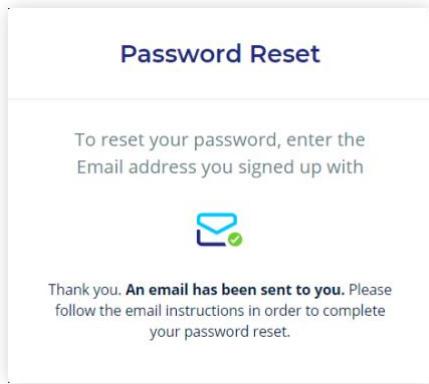 Password Reset
To reset your password, enter the
Email address you signed up with
Thank you. An email has been sent to you. Please
follow the email instructions in order to complete
your password reset.